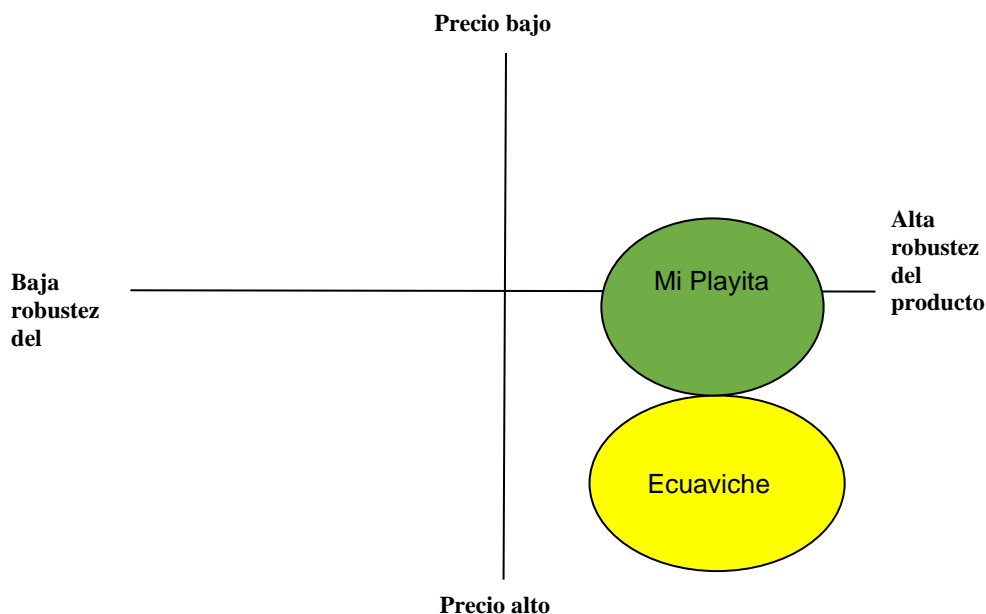 Precio bajo
Alta
robustez
del
producto
Mi Playita
Baja
robustez
del
Ecuaviche
Precio alto